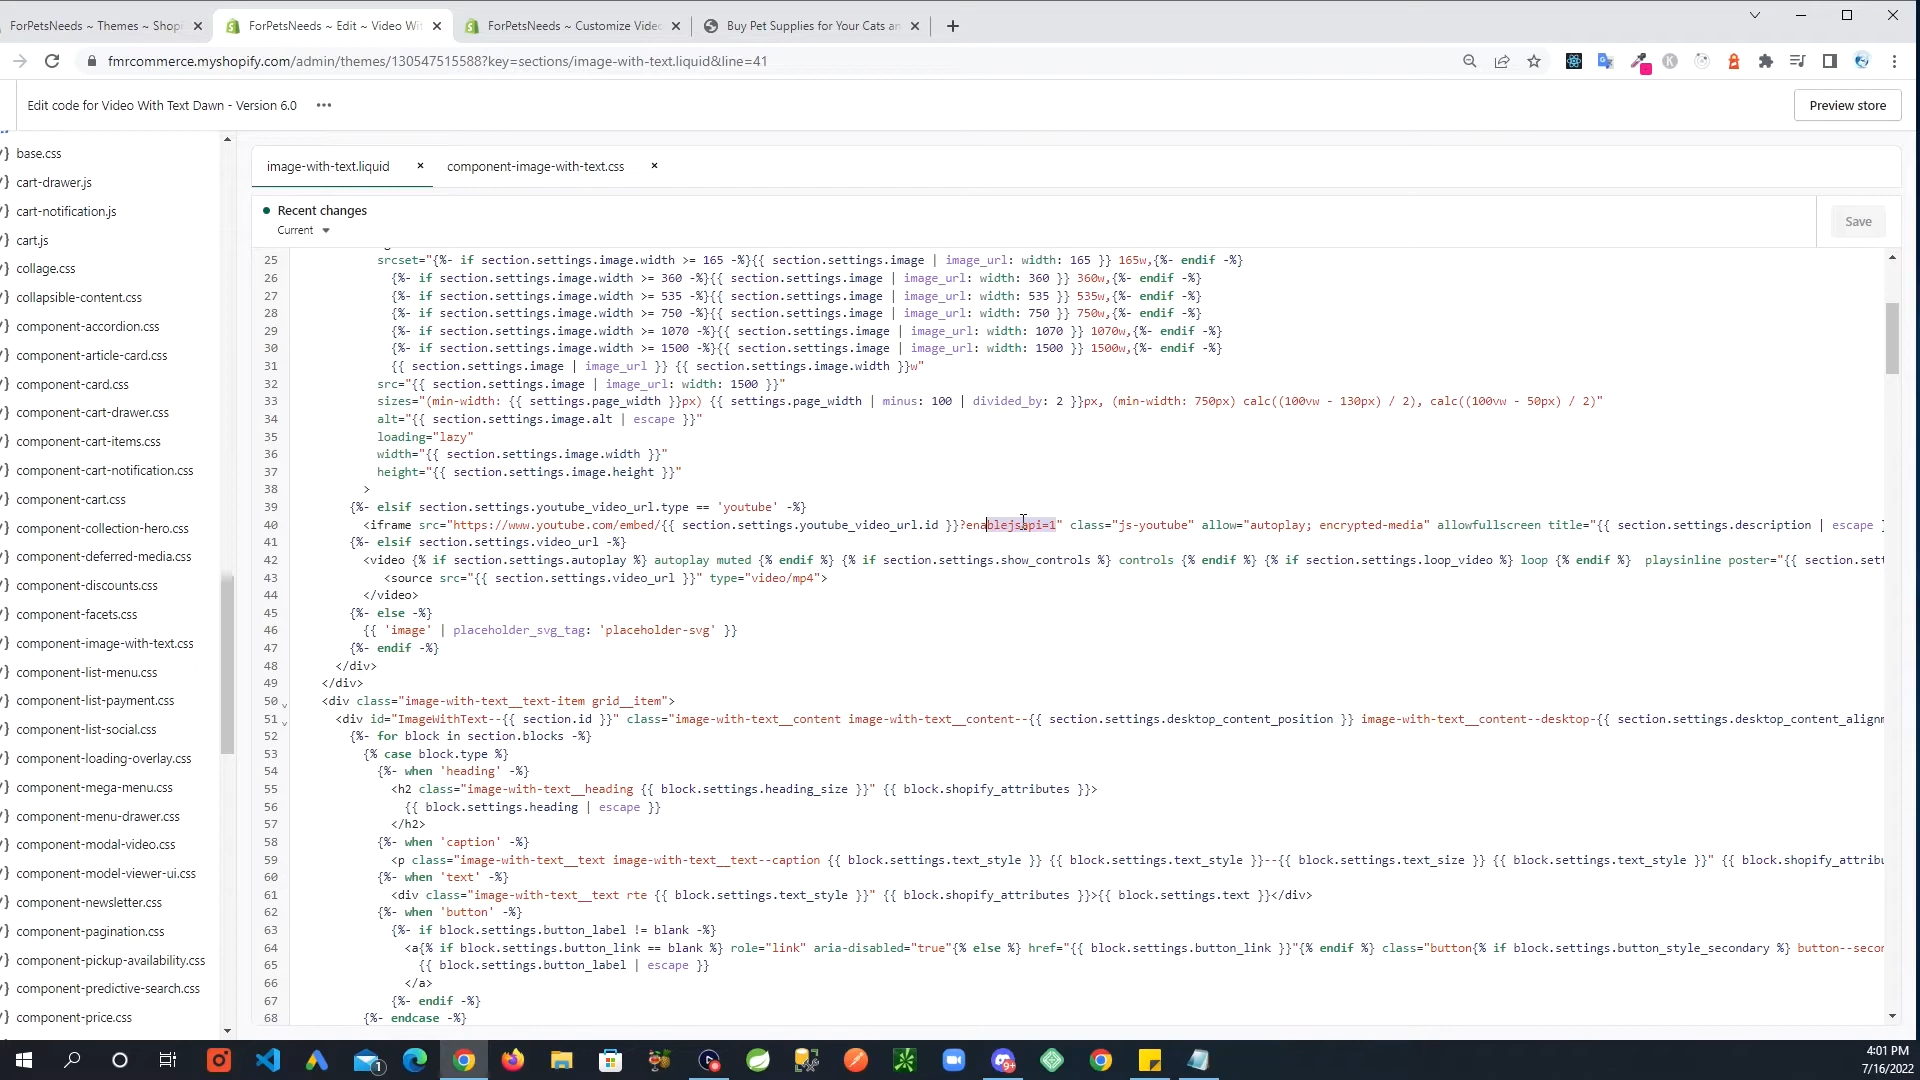 ForPetsNeeds ~ Themes ~ Shopi
ForPetsNeeds ~ Edit ~ Video Wi
ForPetsNeeds ~ Customize Vide
Buy Pet Supplies for Your Cats an
fmrcommerce.myshopify.com/admin/themes/130547515588?key=sections/image-with-text.liquid&line=41
Edit code for Video With Text Dawn - Version 6.0 •••
Preview store
image-with-text.liquid
component-image-with-text.css
Recent changes
Current
Save
base.css
cart-drawer.js
cart-notification.js
cart.js
collage.css
collapsible-content.css
component-accordion.css
component-article-card.css
component-card.css
component-cart-drawer.css
component-cart-items.css
component-cart-notification.css
component-cart.css
component-collection-hero.css
component-deferred-media.css
component-discounts.css
component-facets.css
component-image-with-text.css
component-list-menu.css
component-list-payment.css
component-list-social.css
component-loading-overlay.css
component-mega-menu.css
component-menu-drawer.css
component-modal-video.css
component-model-viewer-ui.css
component-newsletter.css
component-pagination.css
component-pickup-availability.css
component-predictive-search.css
component-price.css
25 srcset="{%- if section.settings.image.width >= 165 -%}{{ section.settings.image | image_url: width: 165 }} 165w,{%- endif -%}
26 {%- if section.settings.image.width >= 360 -%}{{ section.settings.image | image_url: width: 360 }} 360w,{%- endif -%}
27 {%- if section.settings.image.width >= 535 -%}{{ section.settings.image | image_url: width: 535 }} 535w,{%- endif -%}
28 {%- if section.settings.image.width >= 750 -%}{{ section.settings.image | image_url: width: 750 }} 750w,{%- endif -%}
29 {%- if section.settings.image.width >= 1070 -%}{{ section.settings.image | image_url: width: 1070 }} 1070w,{%- endif -%}
30 {%- if section.settings.image.width >= 1500 -%}{{ section.settings.image | image_url: width: 1500 }} 1500w,{%- endif -%}
31 {{ section.settings.image | image_url }} {{ section.settings.image.width }}w"
32 src="{{ section.settings.image | image_url: width: 1500 }}"
33 sizes="(min-width: {{ settings.page_width }}px) {{ settings.page_width | minus: 100 | divided_by: 2 }}px, (min-width: 750px) calc((100vw - 130px) / 2), calc((100vw - 50px) / 2)"
34 alt="{{ section.settings.image.alt | escape }}"
35 loading="lazy"
36 width="{{ section.settings.image.width }}"
37 height="{{ section.settings.image.height }}"
38 >
39 {%- elsif section.settings.youtube_video_url.type == 'youtube' -%}
40 <iframe src="https://www.youtube.com/embed/{{ section.settings.youtube_video_url.id }}?enablejsapi=1" class="js-youtube" allow="autoplay; encrypted-media" allowfullscreen title="{{ section.settings.description | escape }
41 {%- elsif section.settings.video_url -%}
42 <video {% if section.settings.autoplay %} autoplay muted {% endif %} {% if section.settings.show_controls %} controls {% endif %} {% if section.settings.loop_video %} loop {% endif %} playsinline poster="{{ section.sett
43 <source src="{{ section.settings.video_url }}" type="video/mp4">
44 </video>
45 {%- else -%}
46 {{ 'image' | placeholder_svg_tag: 'placeholder-svg' }}
47 {%- endif -%}
48 </div>
49 </div>
50 <div class="image-with-text__text-item grid__item">
51 <div id="ImageWithText--{{ section.id }}" class="image-with-text__content image-with-text__content--{{ section.settings.desktop_content_position }} image-with-text__content--desktop-{{ section.settings.desktop_content_alignm
52 {%- for block in section.blocks -%}
53 {% case block.type %}
54 {%- when 'heading' -%}
55 <h2 class="image-with-text__heading {{ block.settings.heading_size }}" {{ block.shopify_attributes }}>
56 {{ block.settings.heading | escape }}
57 </h2>
58 {%- when 'caption' -%}
59 <p class="image-with-text__text image-with-text__text--caption {{ block.settings.text_style }} {{ block.settings.text_style }}--{{ block.settings.text_size }} {{ block.settings.text_style }}" {{ block.shopify_attribu
60 {%- when 'text' -%}
61 <div class="image-with-text__text rte {{ block.settings.text_style }}" {{ block.shopify_attributes }}>{{ block.settings.text }}</div>
62 {%- when 'button' -%}
63 {%- if block.settings.button_label != blank -%}
64 <a{% if block.settings.button_link == blank %} role="link" aria-disabled="true"{% else %} href="{{ block.settings.button_link }}"{% endif %} class="button{% if block.settings.button_style_secondary %} button--secon
65 {{ block.settings.button_label | escape }}
66 </a>
67 {%- endif -%}
68 {%- endcase -%}
4:01 PM
7/16/2022